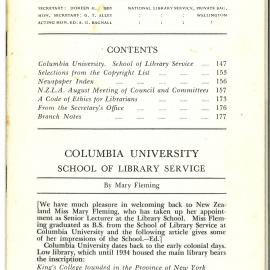 SECRETARY: DOREEN G. BIBBY NATIONAL LIBRARY SERVICE, PRIVATE BAG,
HON. SECRETARY: G. T. ALLEY WELLINGTON
ACTING HON. ED: A. G. BAGNALL
CONTENTS
Columbia University. School of Library Service 147
Selections from the Copyright List 153
Newspaper Index 156
N.Z.L.A. August Meeting of Council and Committees 157
A Code of Ethics for Librarians 173
From the Secretary's Office 176
Branch Notes 177
COLUMBIA UNIVERSITY
SCHOOL OF LIBRARY SERVICE
By Mary Fleming
[We have much pleasure in welcoming back to New Zea-
land Miss Mary Fleming, who has taken up her appoint-
ment as Senior Lecturer at the Library School. Miss Flem-
ing graduated as B.S. from the School of Library Service at
Columbia University and the following article gives some
of her impressions of the School.—Ed.]
Columbia University dates back to the early colonial days.
Low library, which until 1934 housed the main library bears
the inscription:
King's College founded in the Province of New York